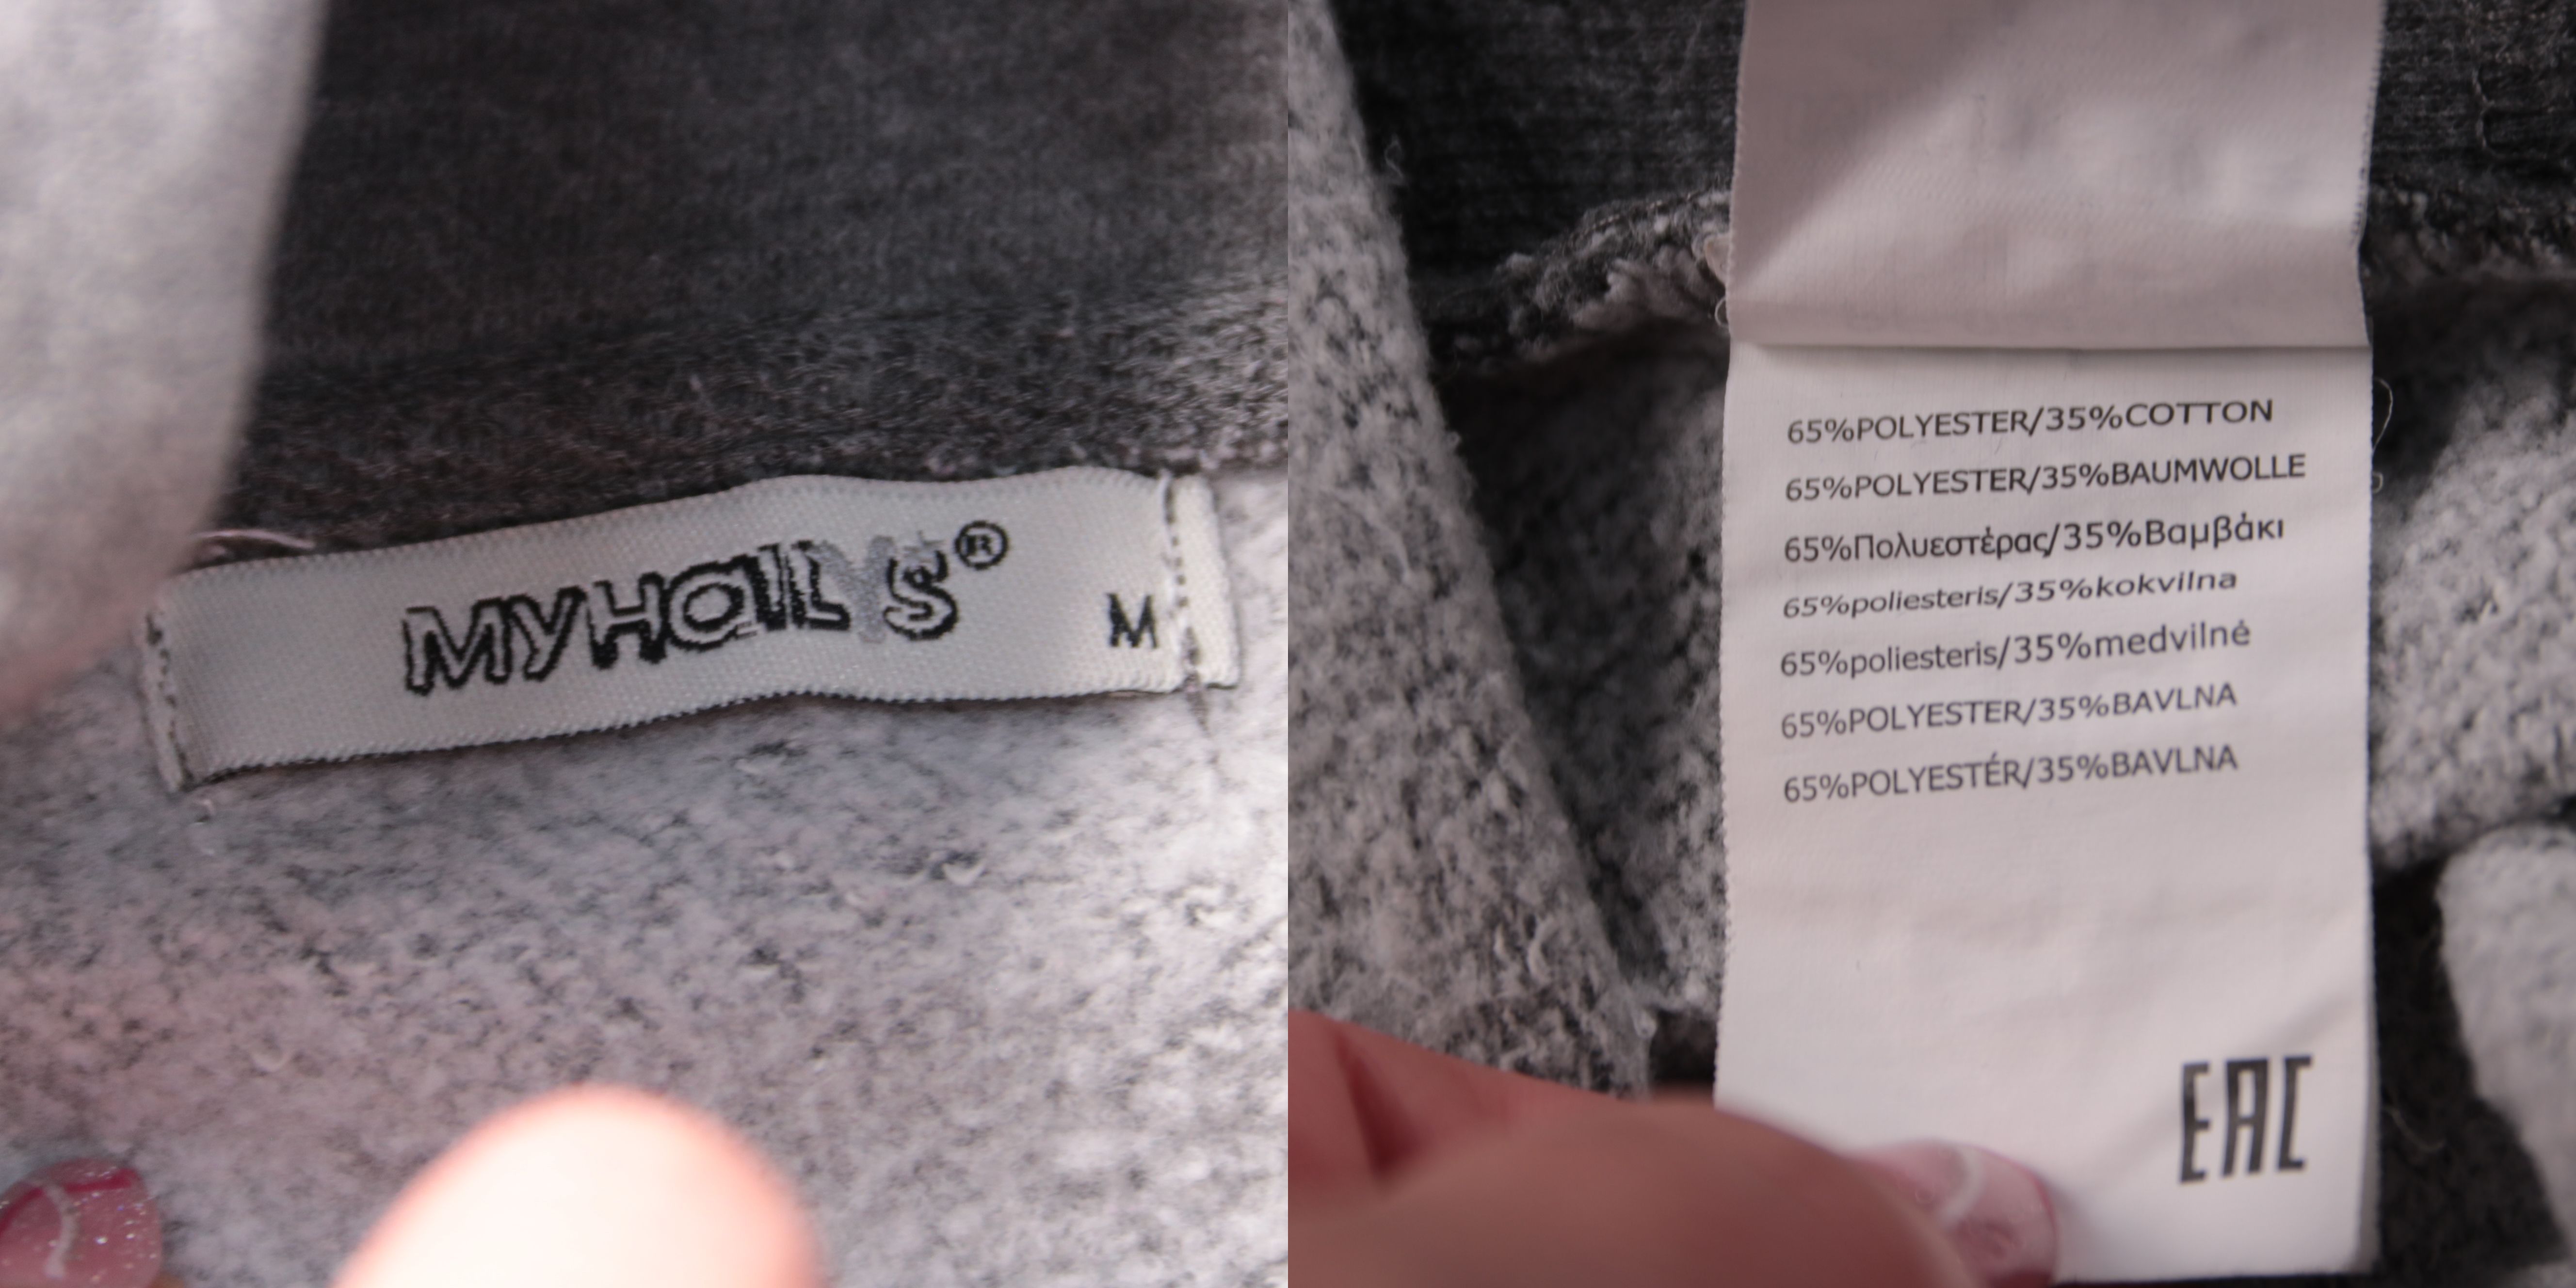 MYHaiLYS® M
65%POLYESTER/35%COTTON
65%POLYESTER/35%BAUMWOLLE
65%Πολυεστέρας/35%Βαμβάκι
65%poliesteris/35%kokvilna
65%poliesteris/35%medvilnė
65%POLYESTER/35%BAVLNA
65%POLYESTÉR/35%BAVLNA
EAC